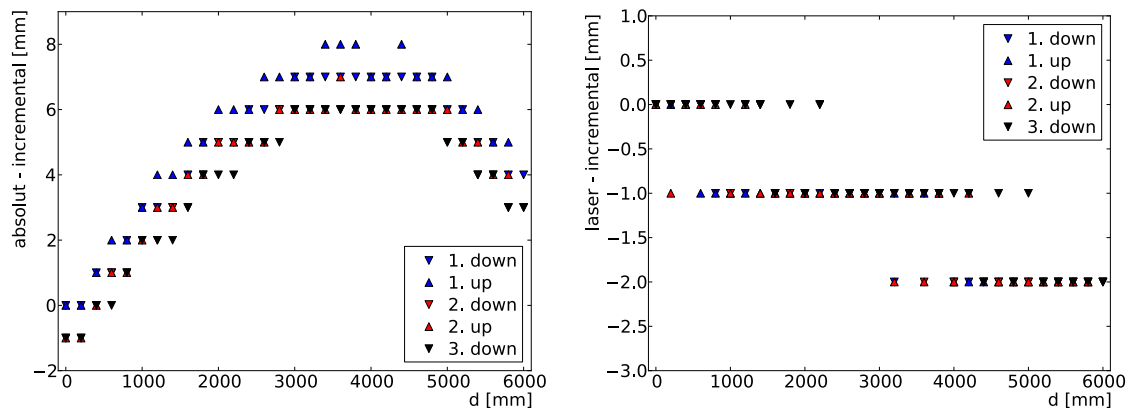 absolut - incremental [mm]
8
6
4
2
0
−2
0
1000
2000
3000
4000
5000
6000
d [mm]
1. down
1. up
2. down
2. up
3. down
laser - incremental [mm]
1.0
0.5
0.0
−0.5
−1.0
−1.5
−2.0
−2.5
−3.0
0
1000
2000
3000
4000
5000
6000
d [mm]
1. down
1. up
2. down
2. up
3. down